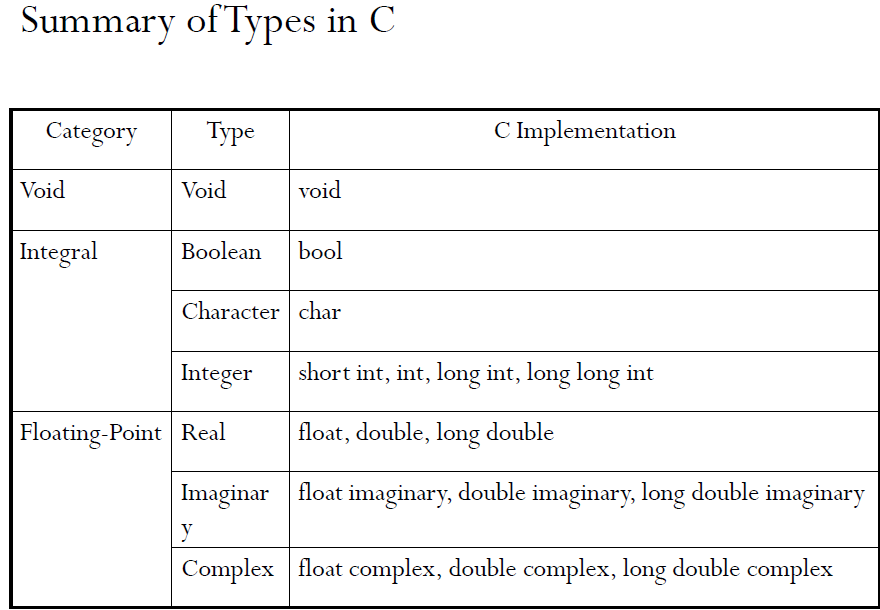 Summary of Types in C
Category Type C Implementation
Void Void void
Integral Boolean bool
Character char
Integer short int, int, long int, long long int
Floating-Point Real float, double, long double
Imaginar float imaginary, double imaginary, long double imaginary
y
Complex float complex, double complex, long double complex